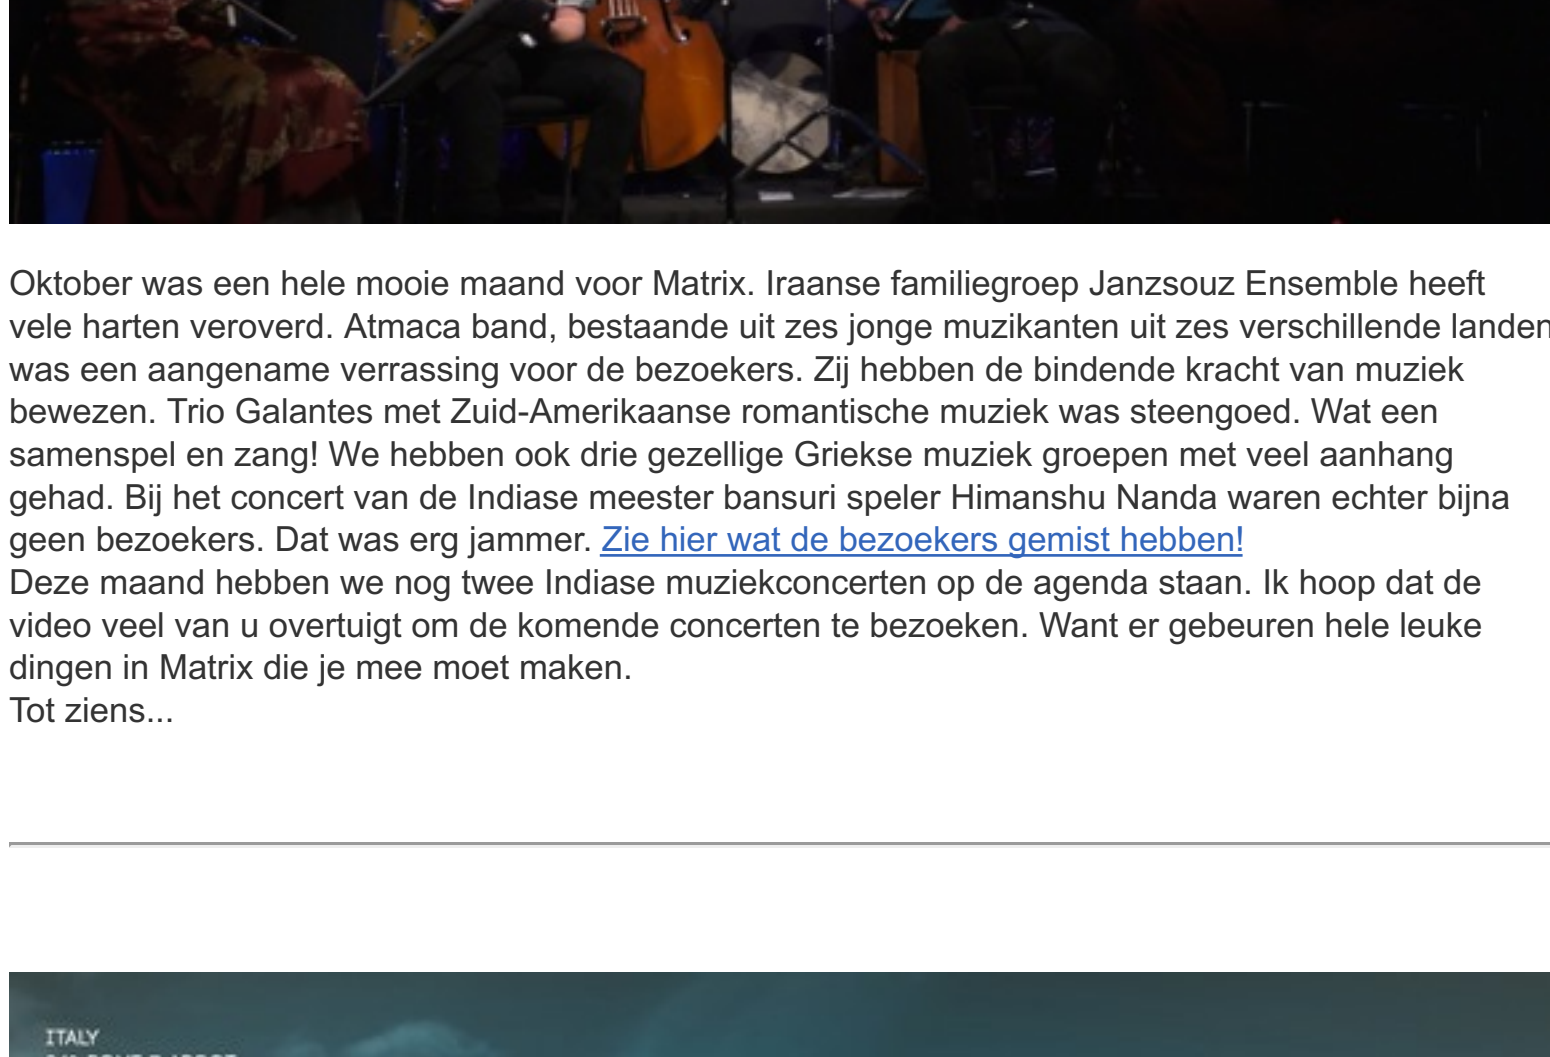 Oktober was een hele mooie maand voor Matrix. Iraanse familiegroep Janzsouz Ensemble heeft
vele harten veroverd. Atmaca band, bestaande uit zes jonge muzikanten uit zes verschillende landen
was een aangename verrassing voor de bezoekers. Zij hebben de bindende kracht van muziek
bewezen. Trio Galantes met Zuid-Amerikaanse romantische muziek was steengoed. Wat een
samenspel en zang! We hebben ook drie gezellige Griekse muziek groepen met veel aanhang
gehad. Bij het concert van de Indiase meester bansuri speler Himanshu Nanda waren echter bijna
geen bezoekers. Dat was erg jammer. Zie hier wat de bezoekers gemist hebben!
Deze maand hebben we nog twee Indiase muziekconcerten op de agenda staan. Ik hoop dat de
video veel van u overtuigt om de komende concerten te bezoeken. Want er gebeuren hele leuke
dingen in Matrix die je mee moet maken.
Tot ziens...
ITALY